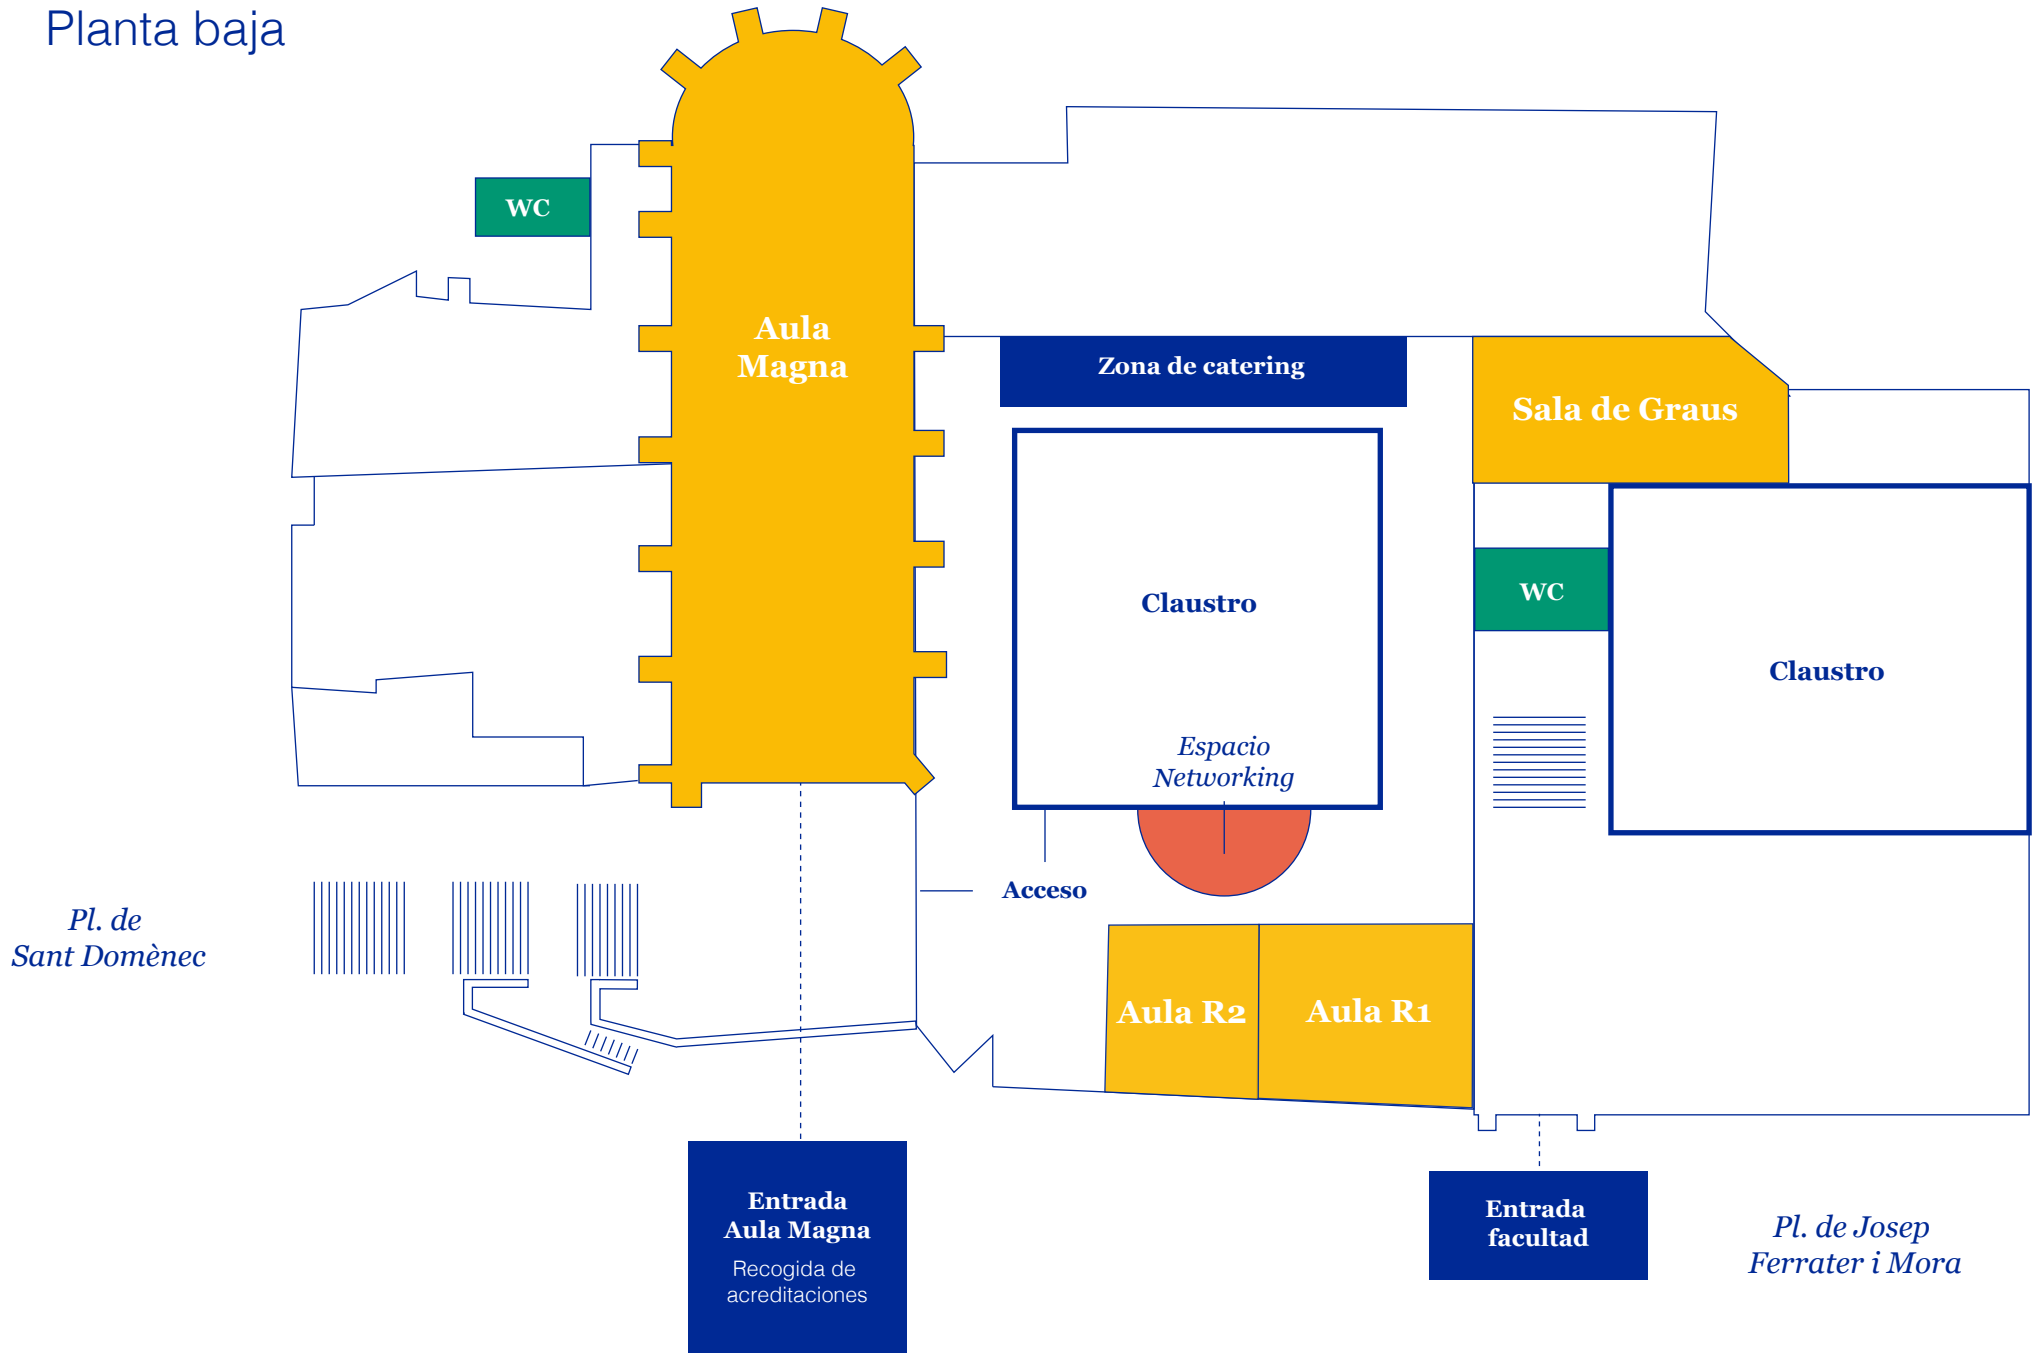 Planta baja
WC
Aula
Magna
Zona de catering
Sala de Graus
Claustro
WC
Claustro
Espacio
Networking
Acceso
Pl. de
Sant Domènec
Aula R2
Aula R1
Entrada
Aula Magna
Recogida de
acreditaciones
Entrada
facultad
Pl. de Josep
Ferrater i Mora